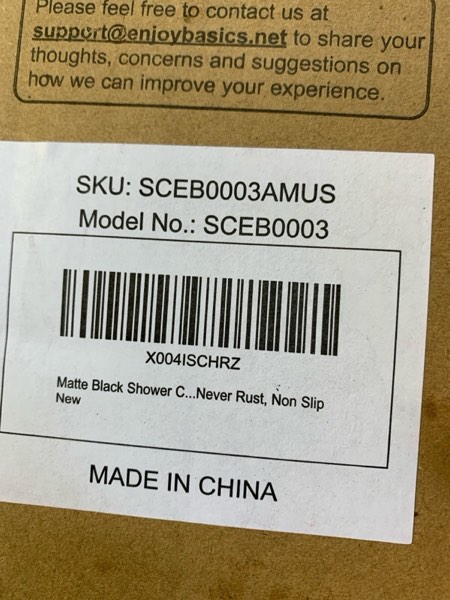 Please feel free to contact us at
support@enjoybasics.net to share your
thoughts, concerns and suggestions on
how we can improve your experience.
SKU: SCEB0003AMUS
Model No.: SCEB0003
X004ISCHRZ
Matte Black Shower C...Never Rust, Non Slip
New
MADE IN CHINA